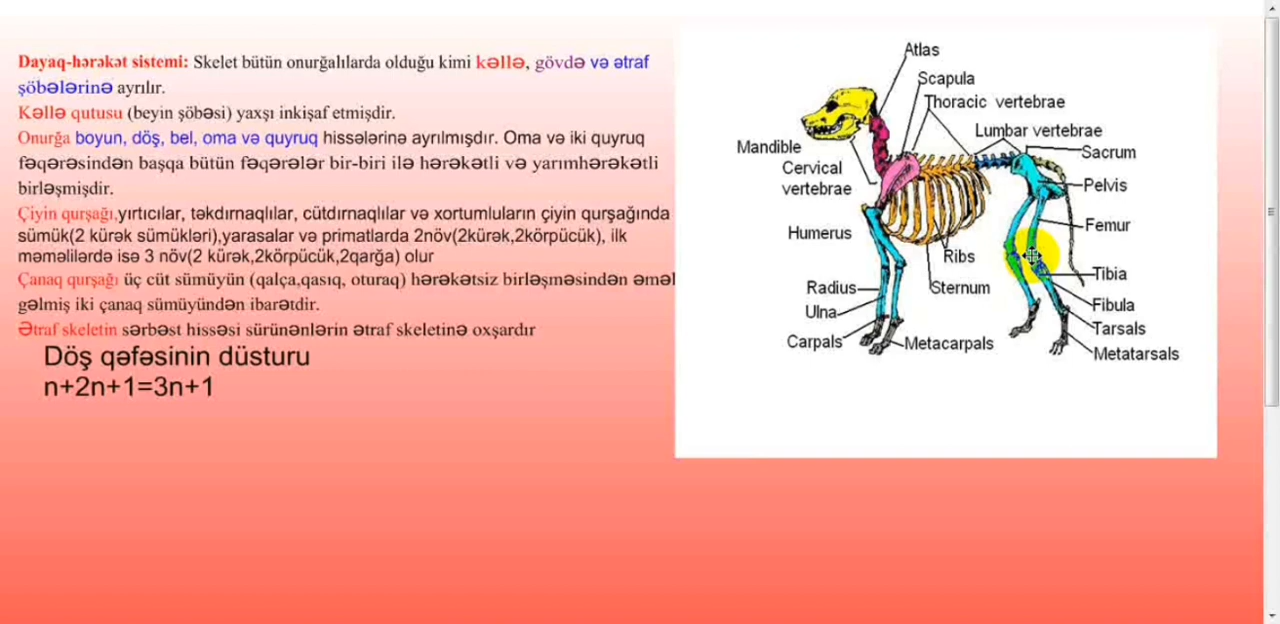 Dayaq-hərəkət sistemi: Skelet bütün onurğalılarda olduğu kimi kəllə, gövdə və ətraf
şöbələrinə ayrılır.
Kəllə qutusu (beyin şöbəsi) yaxşı inkişaf etmişdir.
Onurğa boyun, döş, bel, oma və quyruq hissələrinə ayrılmışdır. Oma və iki quyruq
fəqərəsindən başqa bütün fəqərələr bir-biri ilə hərəkətli və yarımhərəkətli
birləşmişdir.
Çiyin qurşağı,yırtıcılar, təkdırnaqlılar, cütdırnaqlılar və xortumluların çiyin qurşağında
sümük(2 kürək sümükləri),yarasalar və primatlarda 2növ(2kürək,2körpücük), ilk
məməlilərdə isə 3 növ(2 kürək,2körpücük,2qarğa) olur
Çanaq qurşağı üç cüt sümüyün (qalça,qasıq, oturaq) hərəkətsiz birləşməsindən əməl
gəlmiş iki çanaq sümüyündən ibarətdir.
Ətraf skeletin sərbəst hissəsi sürünənlərin ətraf skeletinə oxşardır
Döş qəfəsinin düsturu
n+2n+1=3n+1
Atlas
Scapula
Thoracic vertebrae
Lumbar vertebrae
Sacrum
Mandible
Cervical
vertebrae
Pelvis
Humerus
Femur
Ribs
Tibia
Radius
Sternum
Ulna
Fibula
Tarsals
Carpals
Metacarpals
Metatarsals